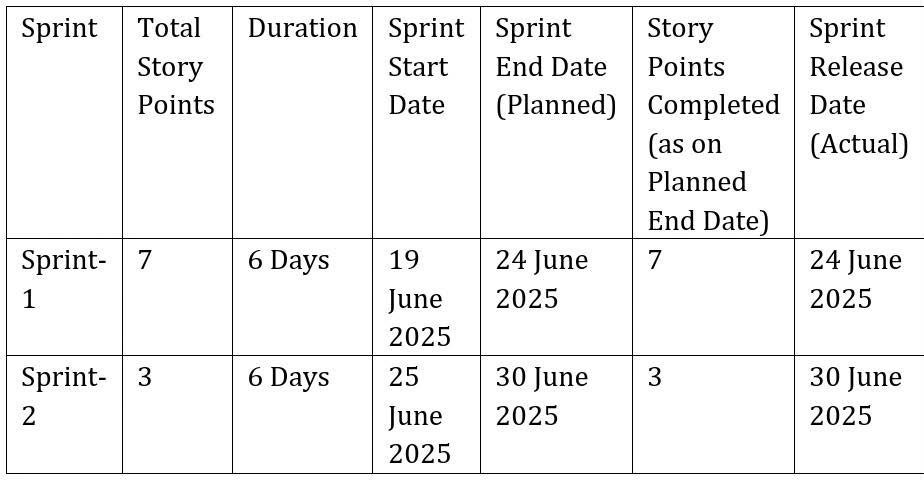 Sprint
Total
Story
Points
Duration
Sprint
Start
Date
Sprint
End Date
(Planned)
Story
Points
Completed
(as on
Planned
End Date)
Sprint
Release
Date
(Actual)
Sprint-
1
7
6 Days
19
June
2025
24 June
2025
7
24 June
2025
Sprint-
2
3
6 Days
25
June
2025
30 June
2025
3
30 June
2025